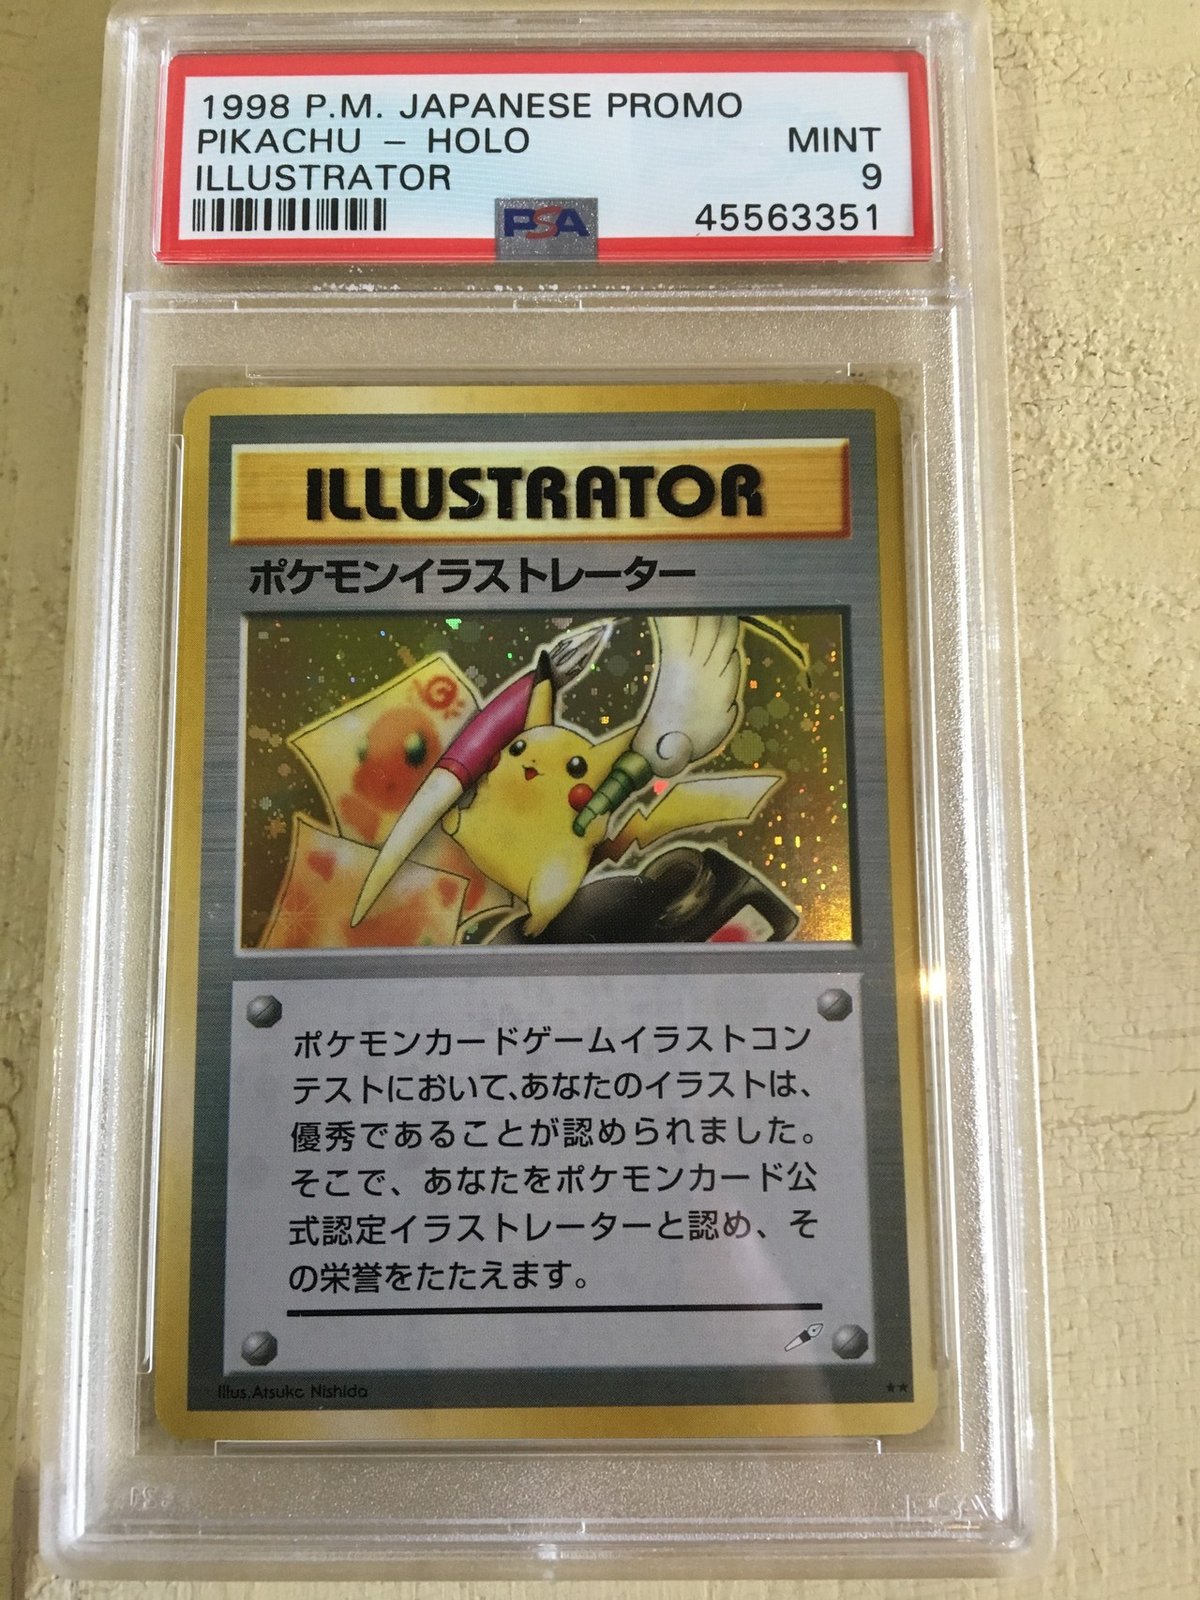 1998 P.M. JAPANESE PROMO
PIKACHU – HOLO MINT
ILLUSTRATOR 9
PSA 45563351
ILLUSTRATOR
ポケモンイラストレーター
ポケモンカードゲームイラストコン
テストにおいて、あなたのイラストは、
優秀であることが認められました。
そこで、あなたをポケモンカード公
式認定イラストレーターと認め、そ
の栄誉をたたえます。
Illus. Atsuko Nishida ★★